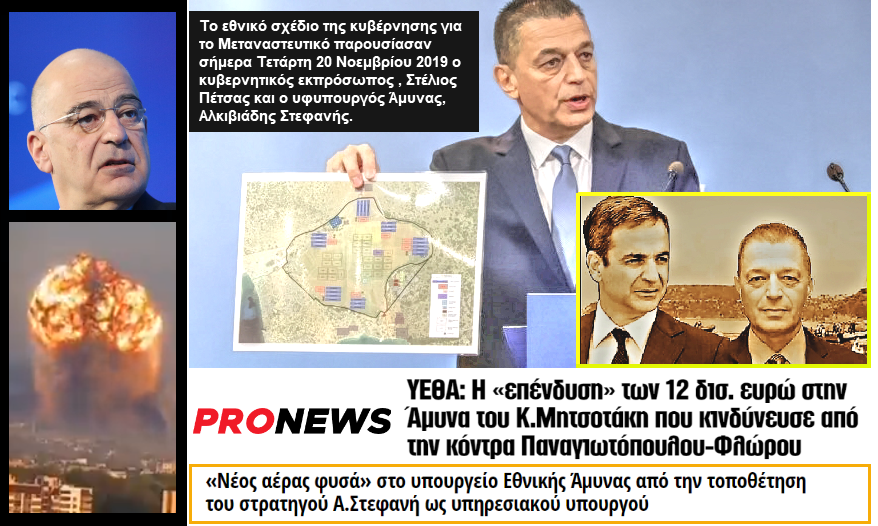 Το εθνικό σχέδιο της κυβέρνησης για
το Μεταναστευτικό παρουσίασαν
σήμερα Τετάρτη 20 Νοεμβρίου 2019 ο
κυβερνητικός εκπρόσωπος , Στέλιος
Πέτσας και ο υφυπουργός Άμυνας,
Αλκιβιάδης Στεφανής.
PRONEWS
ΥΕΘΑ: Η «επένδυση» των 12 δισ. ευρώ στην
Άμυνα του Κ.Μητσοτάκη που κινδύνευσε από
την κόντρα Παναγιωτόπουλου-Φλώρου
«Νέος αέρας φυσά» στο υπουργείο Εθνικής Άμυνας από την τοποθέτηση
του στρατηγού Α.Στεφανή ως υπηρεσιακού υπουργού